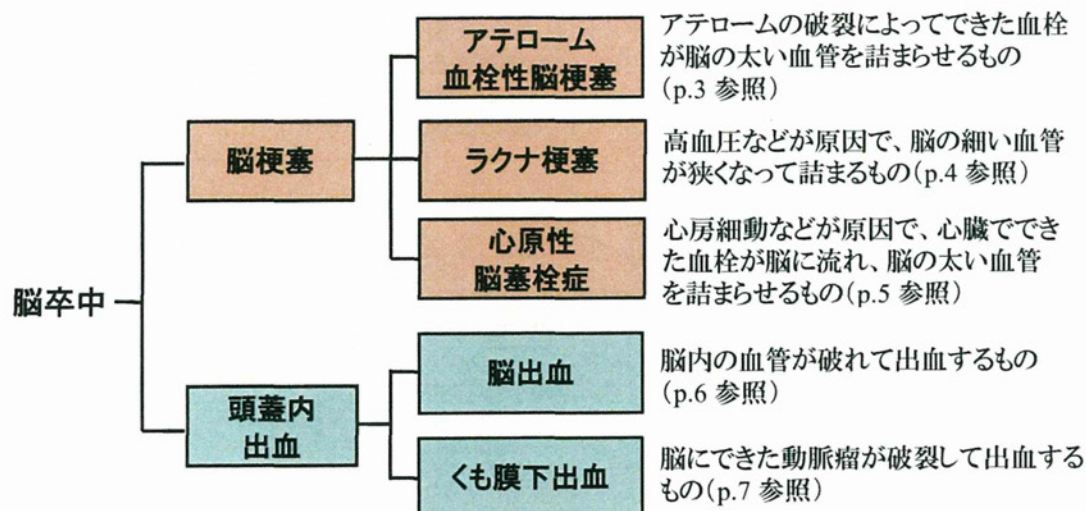 脳卒中
脳梗塞
アテローム
血栓性脳梗塞
アテロームの破裂によってできた血栓
が脳の太い血管を詰まらせるもの
(p.3 参照)
ラクナ梗塞
高血圧などが原因で、脳の細い血管
が狭くなって詰まるもの(p.4 参照)
心原性
脳塞栓症
心房細動などが原因で、心臓ででき
た血栓が脳に流れ、脳の太い血管
を詰まらせるもの(p.5 参照)
頭蓋内
出血
脳出血
脳内の血管が破れて出血するもの
(p.6 参照)
くも膜下出血
脳にできた動脈瘤が破裂して出血する
もの(p.7 参照)